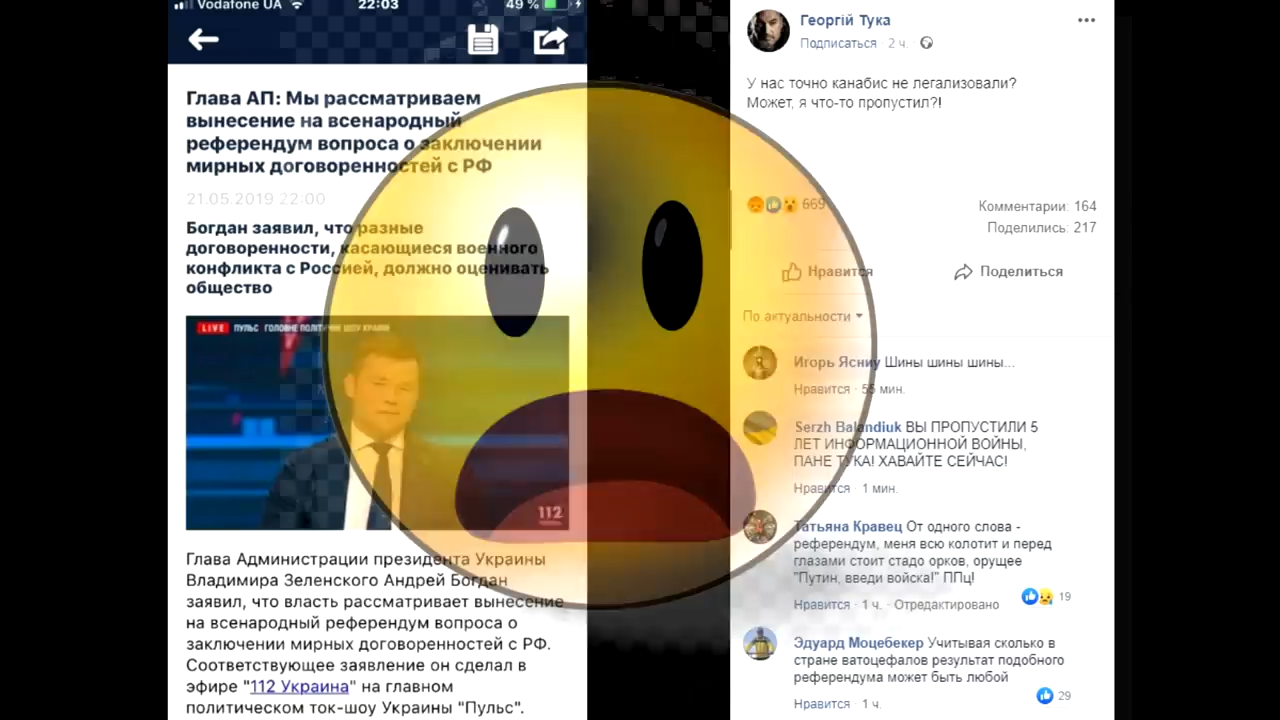 Vodafone UA
22:03
49 %
Глава АП: Мы рассматриваем
вынесение на всенародный
референдум вопроса о заключении
мирных договоренностей с РФ
21.05.2019 22:00
Богдан заявил, что разные
договоренности, касающиеся военного
конфликта с Россией, должно оценивать
общество
LIVE ПУЛЬС ГОЛОВНЕ ПОЛІТИЧНЕ ШОУ КРАЇНИ
112
Глава Администрации президента Украины
Владимира Зеленского Андрей Богдан
заявил, что власть рассматривает вынесение
на всенародный референдум вопроса о
заключении мирных договоренностей с РФ.
Соответствующее заявление он сделал в
эфире "112 Украина" на главном
политическом ток-шоу Украины "Пульс".
Георгій Тука
Подписаться 2 ч.
У нас точно канабис не легализовали?
Может, я что-то пропустил?!
669
Комментарии: 164
Поделились: 217
Нравится
Поделиться
По актуальности
Игорь Ясниу Шины шины шины...
Нравится · 55 мин.
Serzh Balandiuk ВЫ ПРОПУСТИЛИ 5
ЛЕТ ИНФОРМАЦИОННОЙ ВОЙНЫ,
ПАНЕ ТУКА! ХАВАЙТЕ СЕЙЧАС!
Нравится · 1 мин.
Татьяна Кравец От одного слова -
референдум, меня всю колотит и перед
глазами стоит стадо орков, орущее
"Путин, введи войска!" ППц!
Нравится · 1 ч. · Отредактировано
19
Эдуард Моцебекер Учитывая сколько в
стране ватоцефалов результат подобного
референдума может быть любой
29
Нравится · 1 ч.